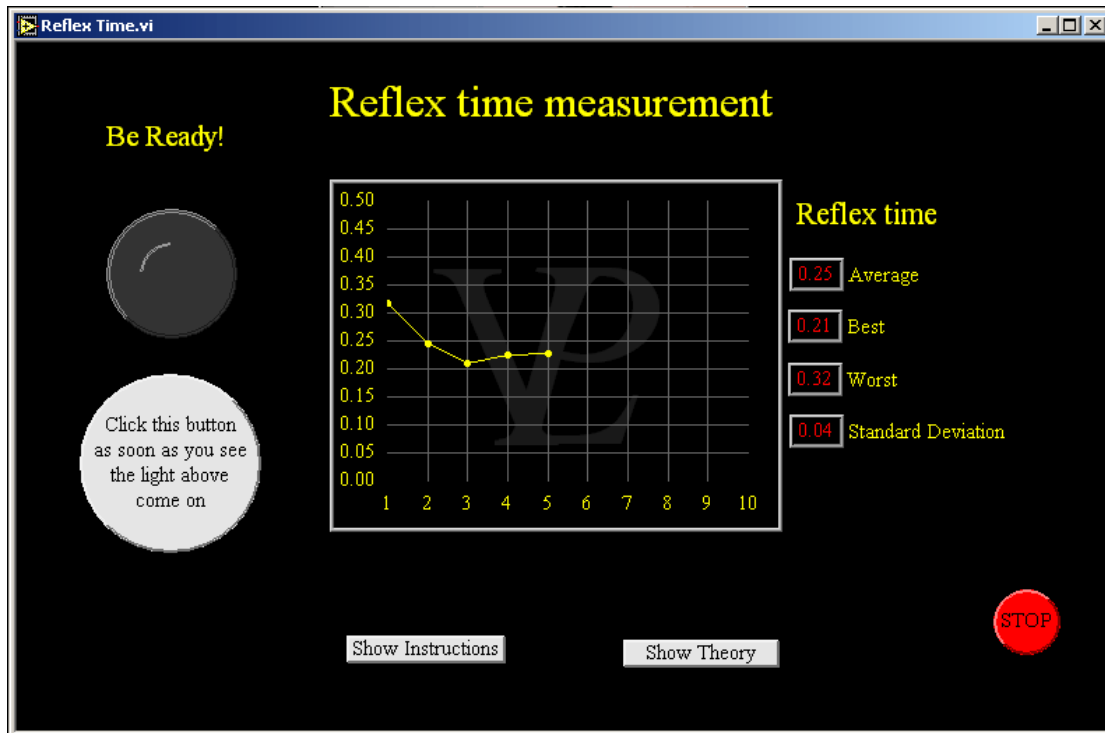 Reflex Time.vi
Reflex time measurement
Be Ready!
Click this button
as soon as you see
the light above
come on
0.50
0.45
0.40
0.35
0.30
0.25
0.20
0.15
0.10
0.05
0.00
1 2 3 4 5 6 7 8 9 10
VPL
Reflex time
0.25 Average
0.21 Best
0.32 Worst
0.04 Standard Deviation
Show Instructions
Show Theory
STOP